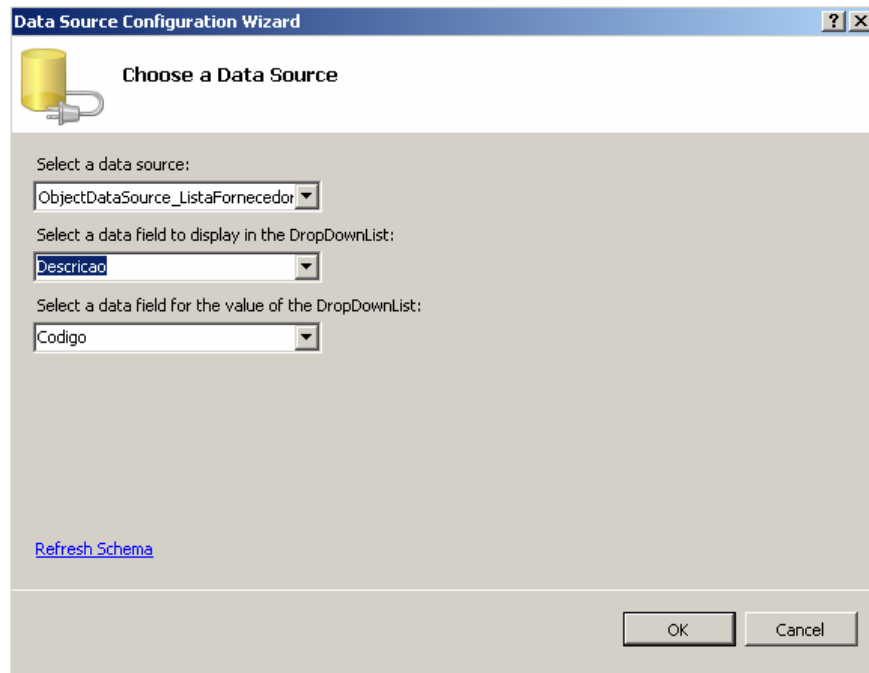 Data Source Configuration Wizard
Choose a Data Source
Select a data source:
ObjectDataSource_ListaFornecedor
Select a data field to display in the DropDownList:
Descricao
Select a data field for the value of the DropDownList:
Codigo
Refresh Schema
OK
Cancel